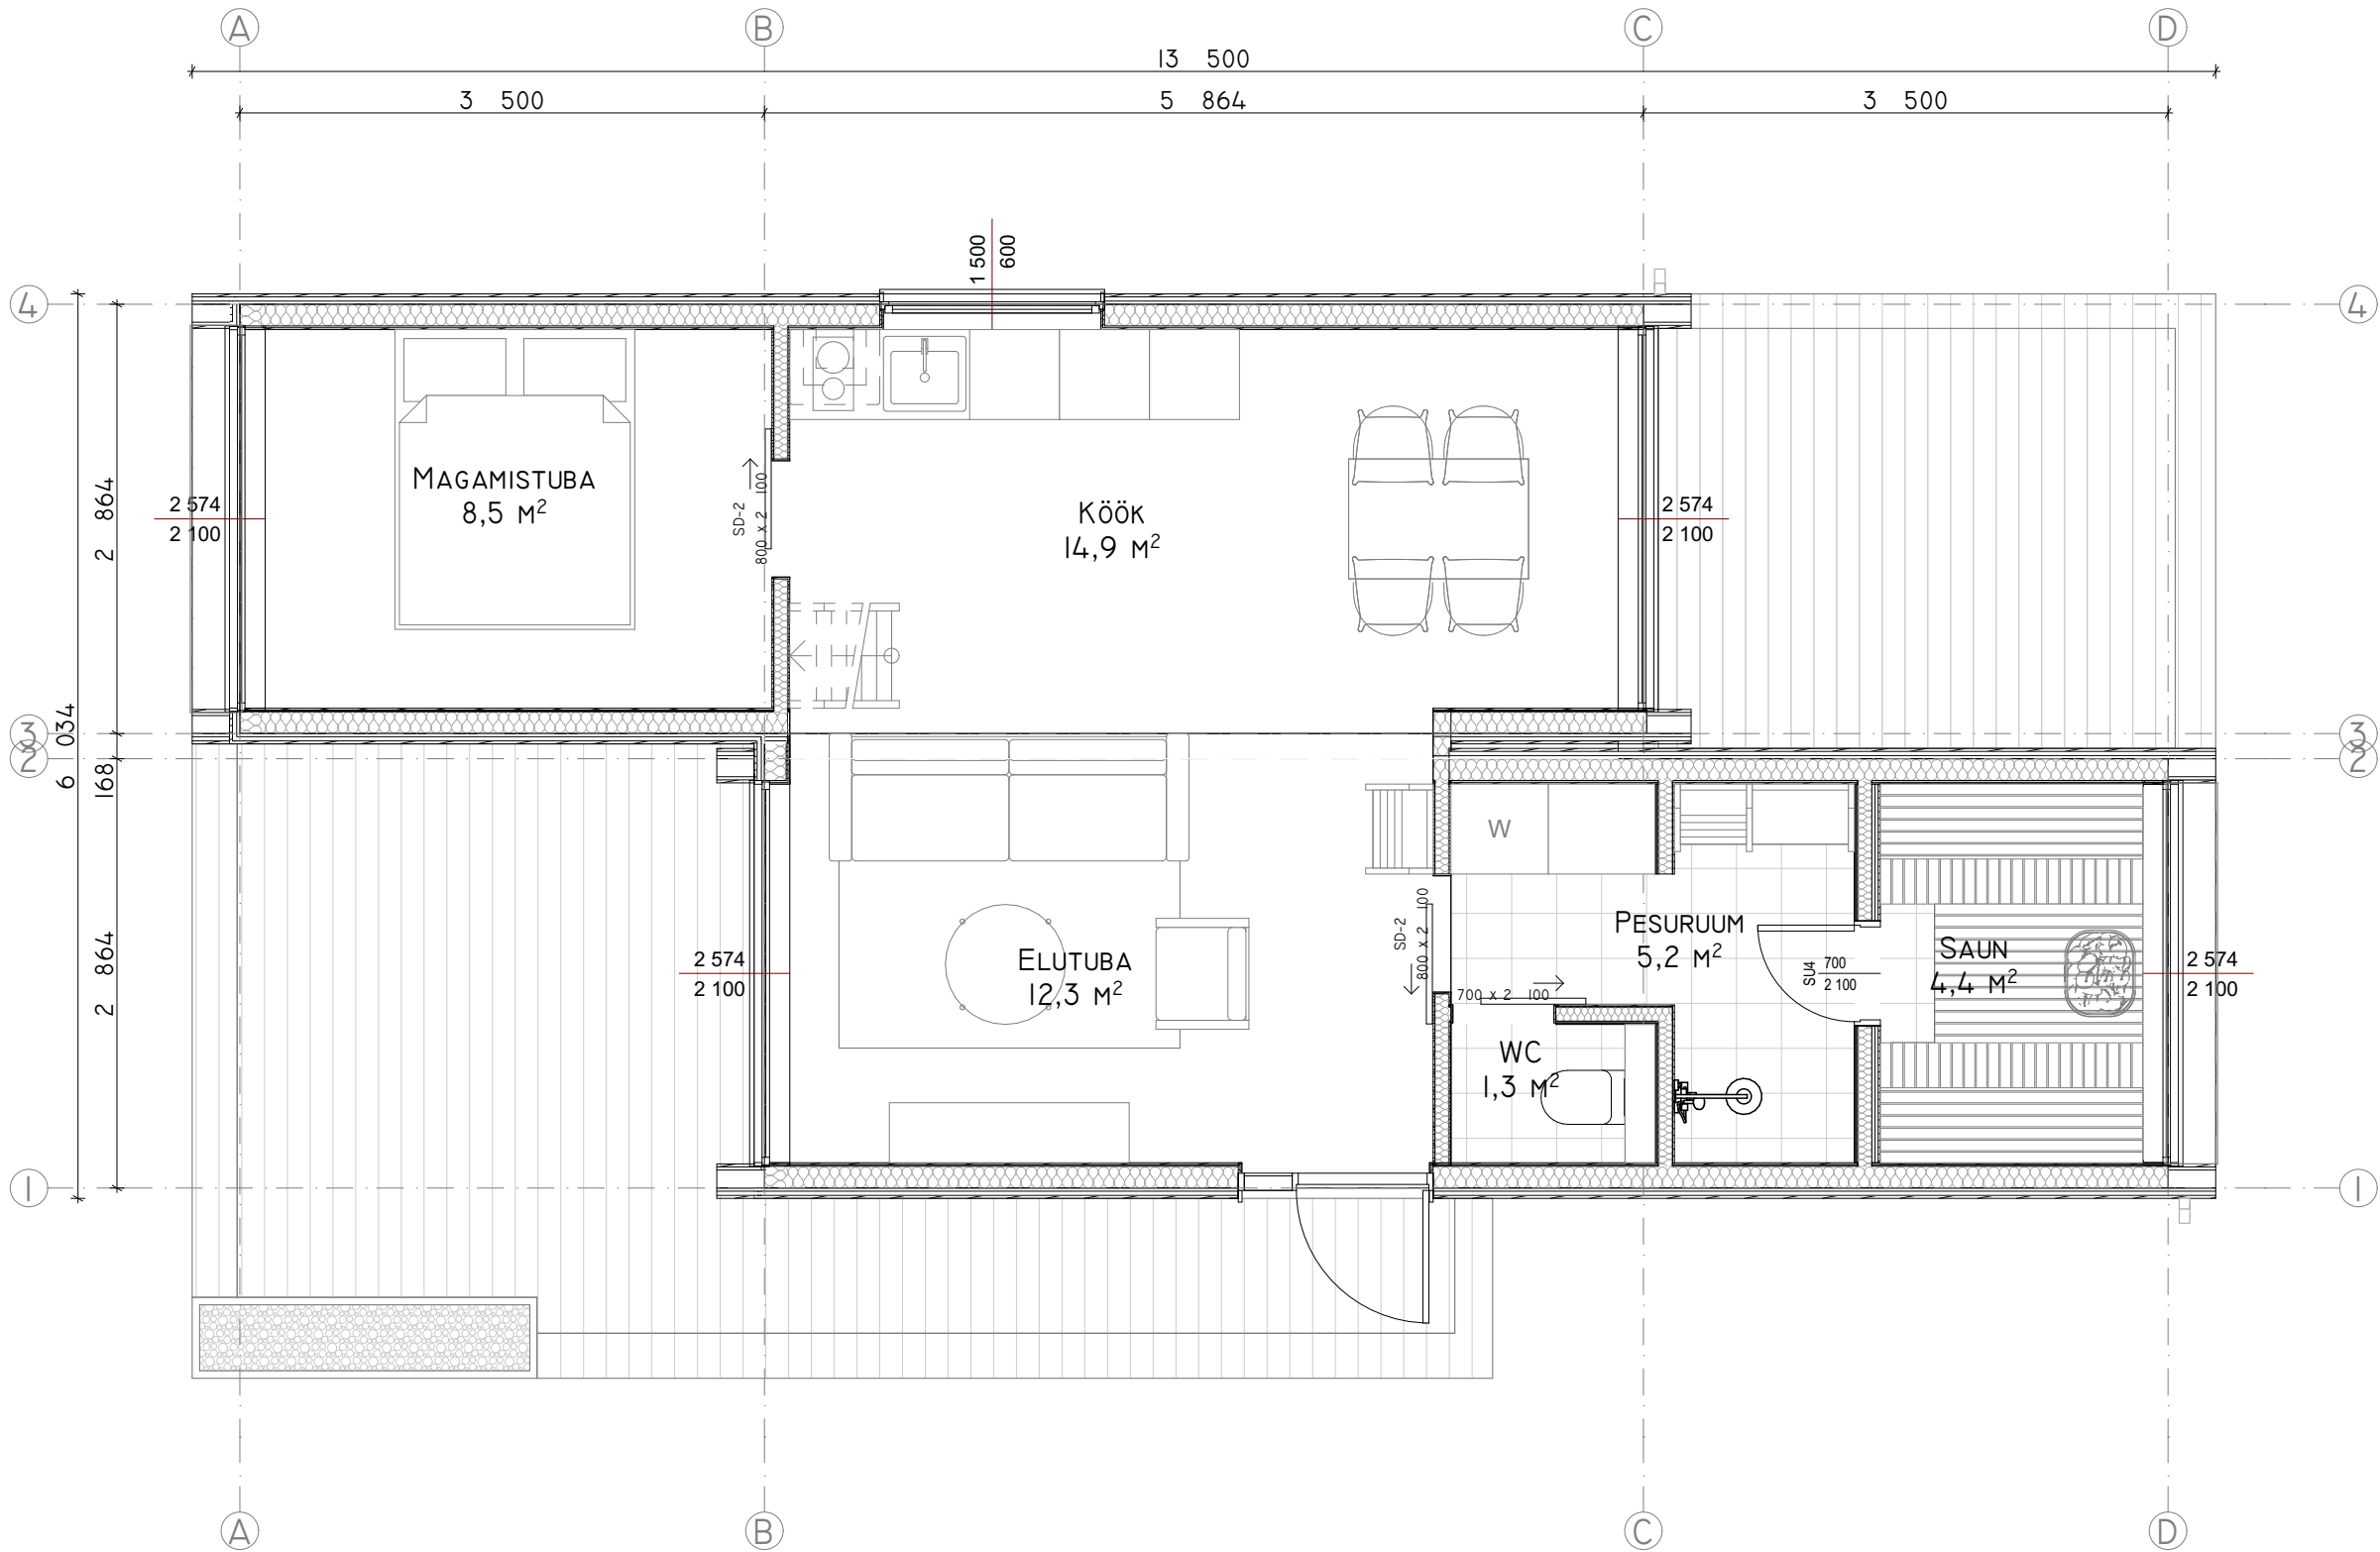 A B C D
13 500
3 500 5 864 3 500
1 500
600
4 4
MAGAMISTUBA
8,5 M²
2 574
2 100
SD-2
800 x 2 100
KÖÖK
14,9 M²
2 574
2 100
2 864
6 034
3 3
2 2
168
2 864
W
2 574
2 100
ELUTUBA
12,3 M²
SD-2
800 x 2 100
PESURUUM
5,2 M²
700 x 2 100
SU4
700
2 100
SAUN
4,4 M²
2 574
2 100
WC
1,3 M²
1 1
A B C D